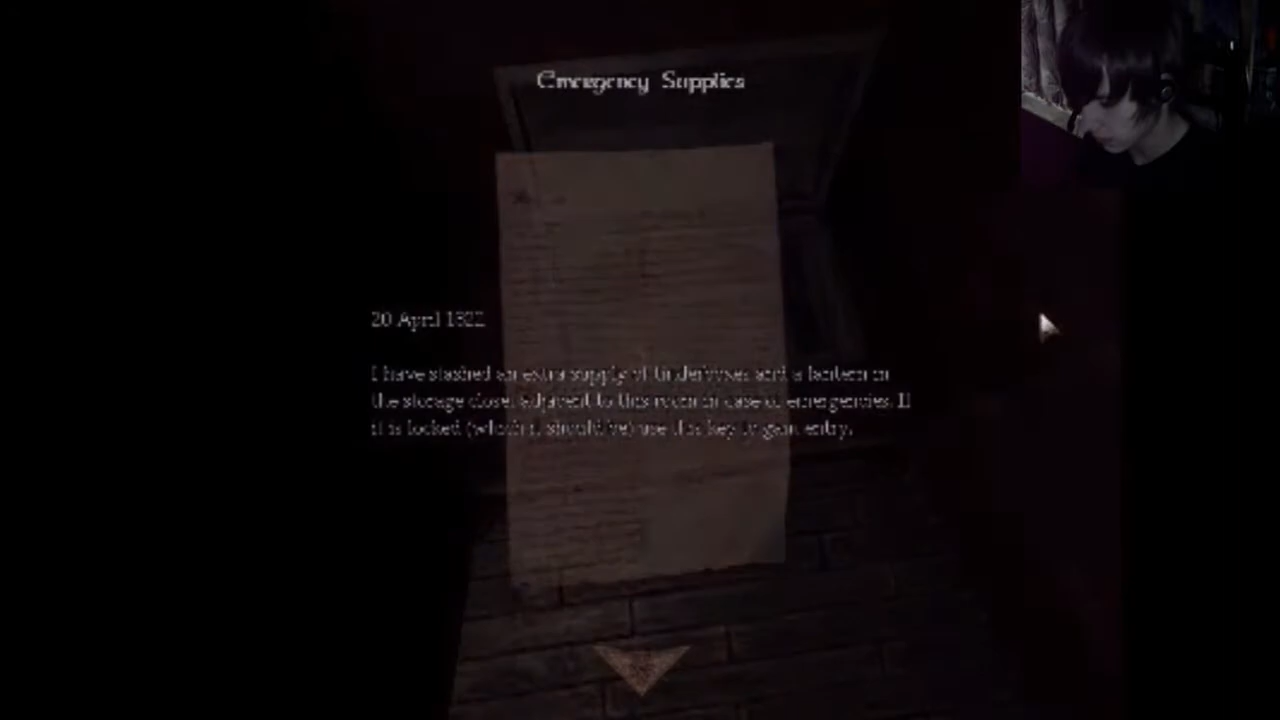 Emergency Supplies
20 April 1822
I have stashed an extra supply of tinderboxes and a lantern in
the storage closet adjacent to this room in case of emergencies. If
it is locked (which it should be) use this key to gain entry.